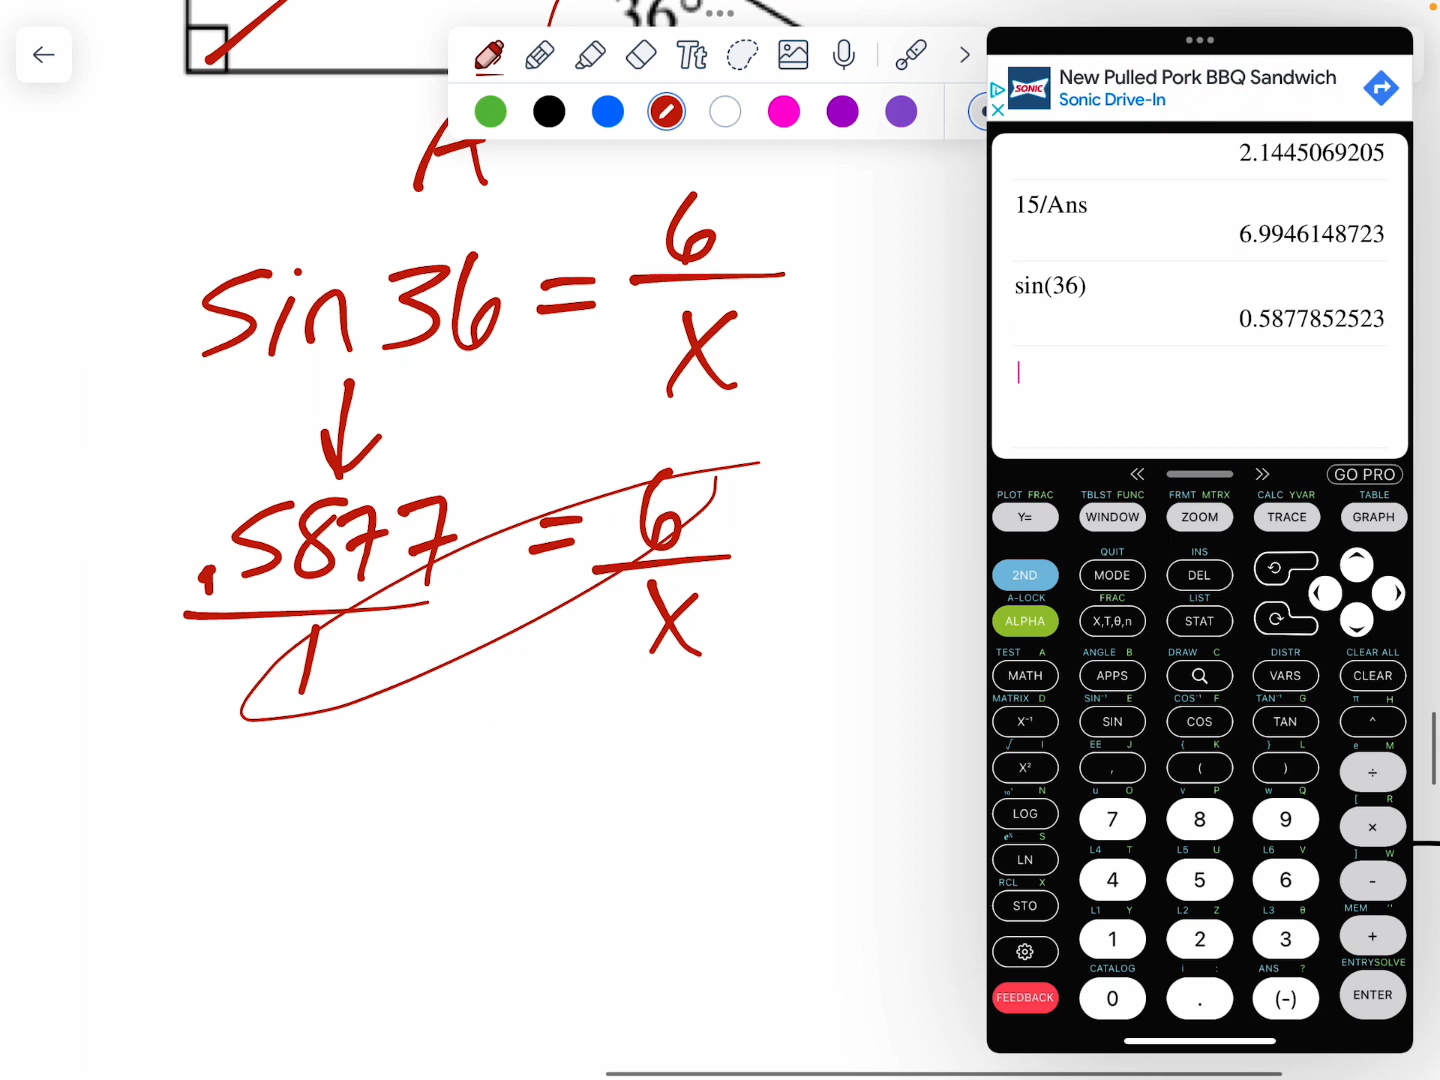 36°
A
sin 36 = 6/x
.5877/1 = 6/x
Tt
New Pulled Pork BBQ Sandwich
SONIC
Sonic Drive-In
2.1445069205
15/Ans
6.9946148723
sin(36)
0.5877852523
GO PRO
PLOT FRAC TBLST FUNC FRMT MTRX CALC YVAR TABLE
Y= WINDOW ZOOM TRACE GRAPH
QUIT INS
2ND MODE DEL
A-LOCK FRAC LIST
ALPHA X,T,θ,n STAT
TEST A ANGLE B DRAW C DISTR CLEAR ALL
MATH APPS VARS CLEAR
MATRIX D SIN⁻¹ E COS⁻¹ F TAN⁻¹ G π H
X⁻¹ SIN COS TAN ^
√ I EE J { K } L e M
X² , ( ) ÷
10ˣ N u O v P w Q [ R
LOG 7 8 9 ×
eˣ S L4 T L5 U L6 V ] W
LN 4 5 6 -
RCL X L1 Y L2 Z L3 θ MEM "
STO 1 2 3 +
CATALOG i : ANS ? ENTRYSOLVE
FEEDBACK 0 . (-) ENTER